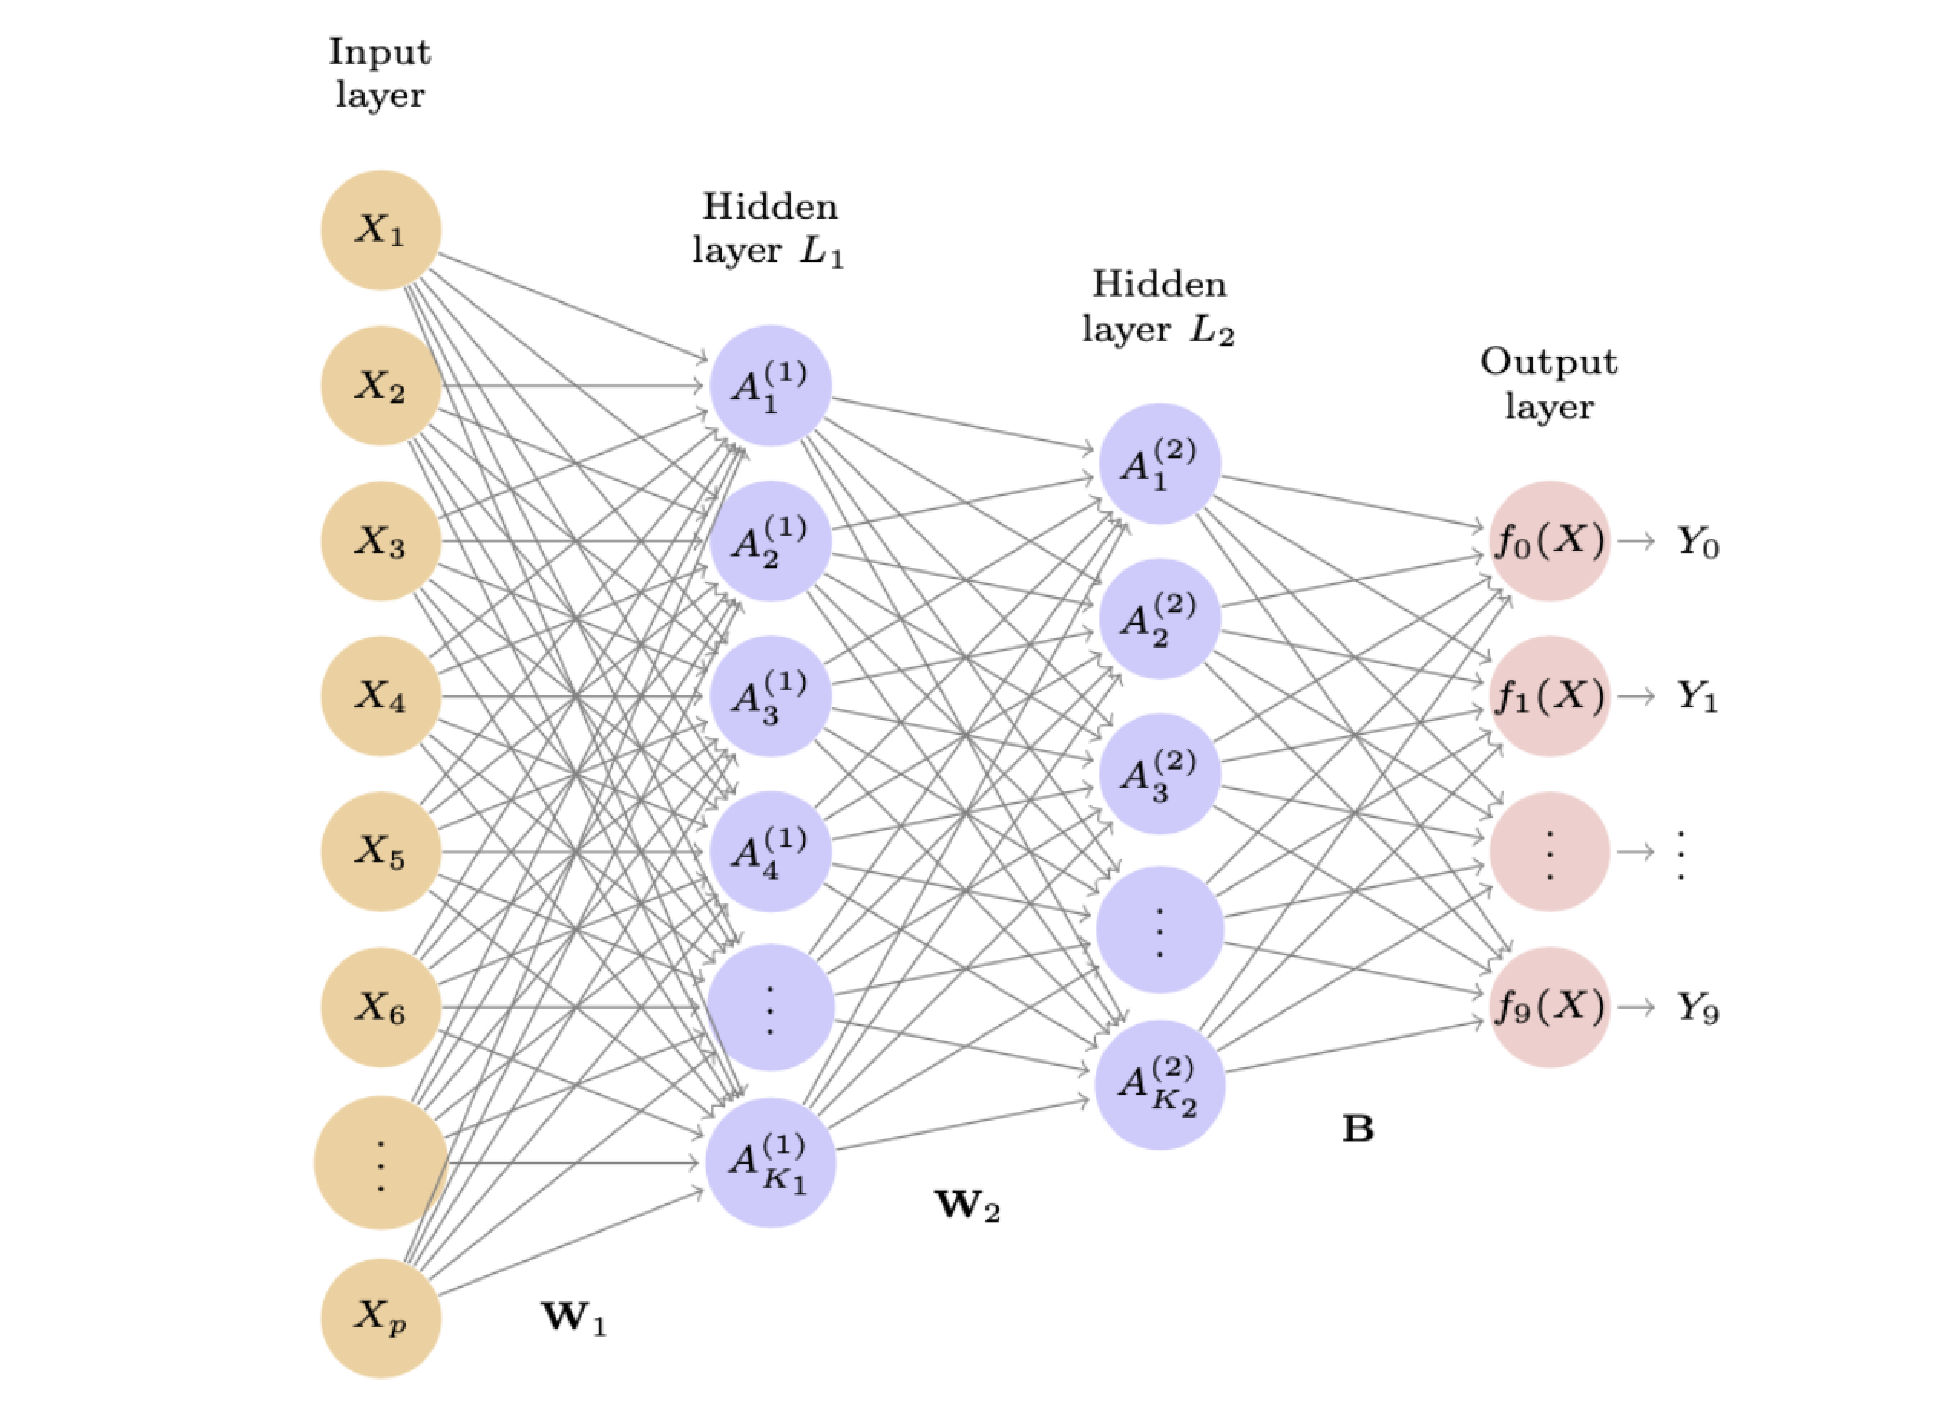 Input
layer
Hidden
layer L₁
Hidden
layer L₂
Output
layer
X₁
X₂
X₃
X₄
X₅
X₆
⋮
Xₚ
A₁⁽¹⁾
A₂⁽¹⁾
A₃⁽¹⁾
A₄⁽¹⁾
⋮
A_{K₁}⁽¹⁾
A₁⁽²⁾
A₂⁽²⁾
A₃⁽²⁾
⋮
A_{K₂}⁽²⁾
f₀(X) → Y₀
f₁(X) → Y₁
⋮ → ⋮
f₉(X) → Y₉
W₁
W₂
B